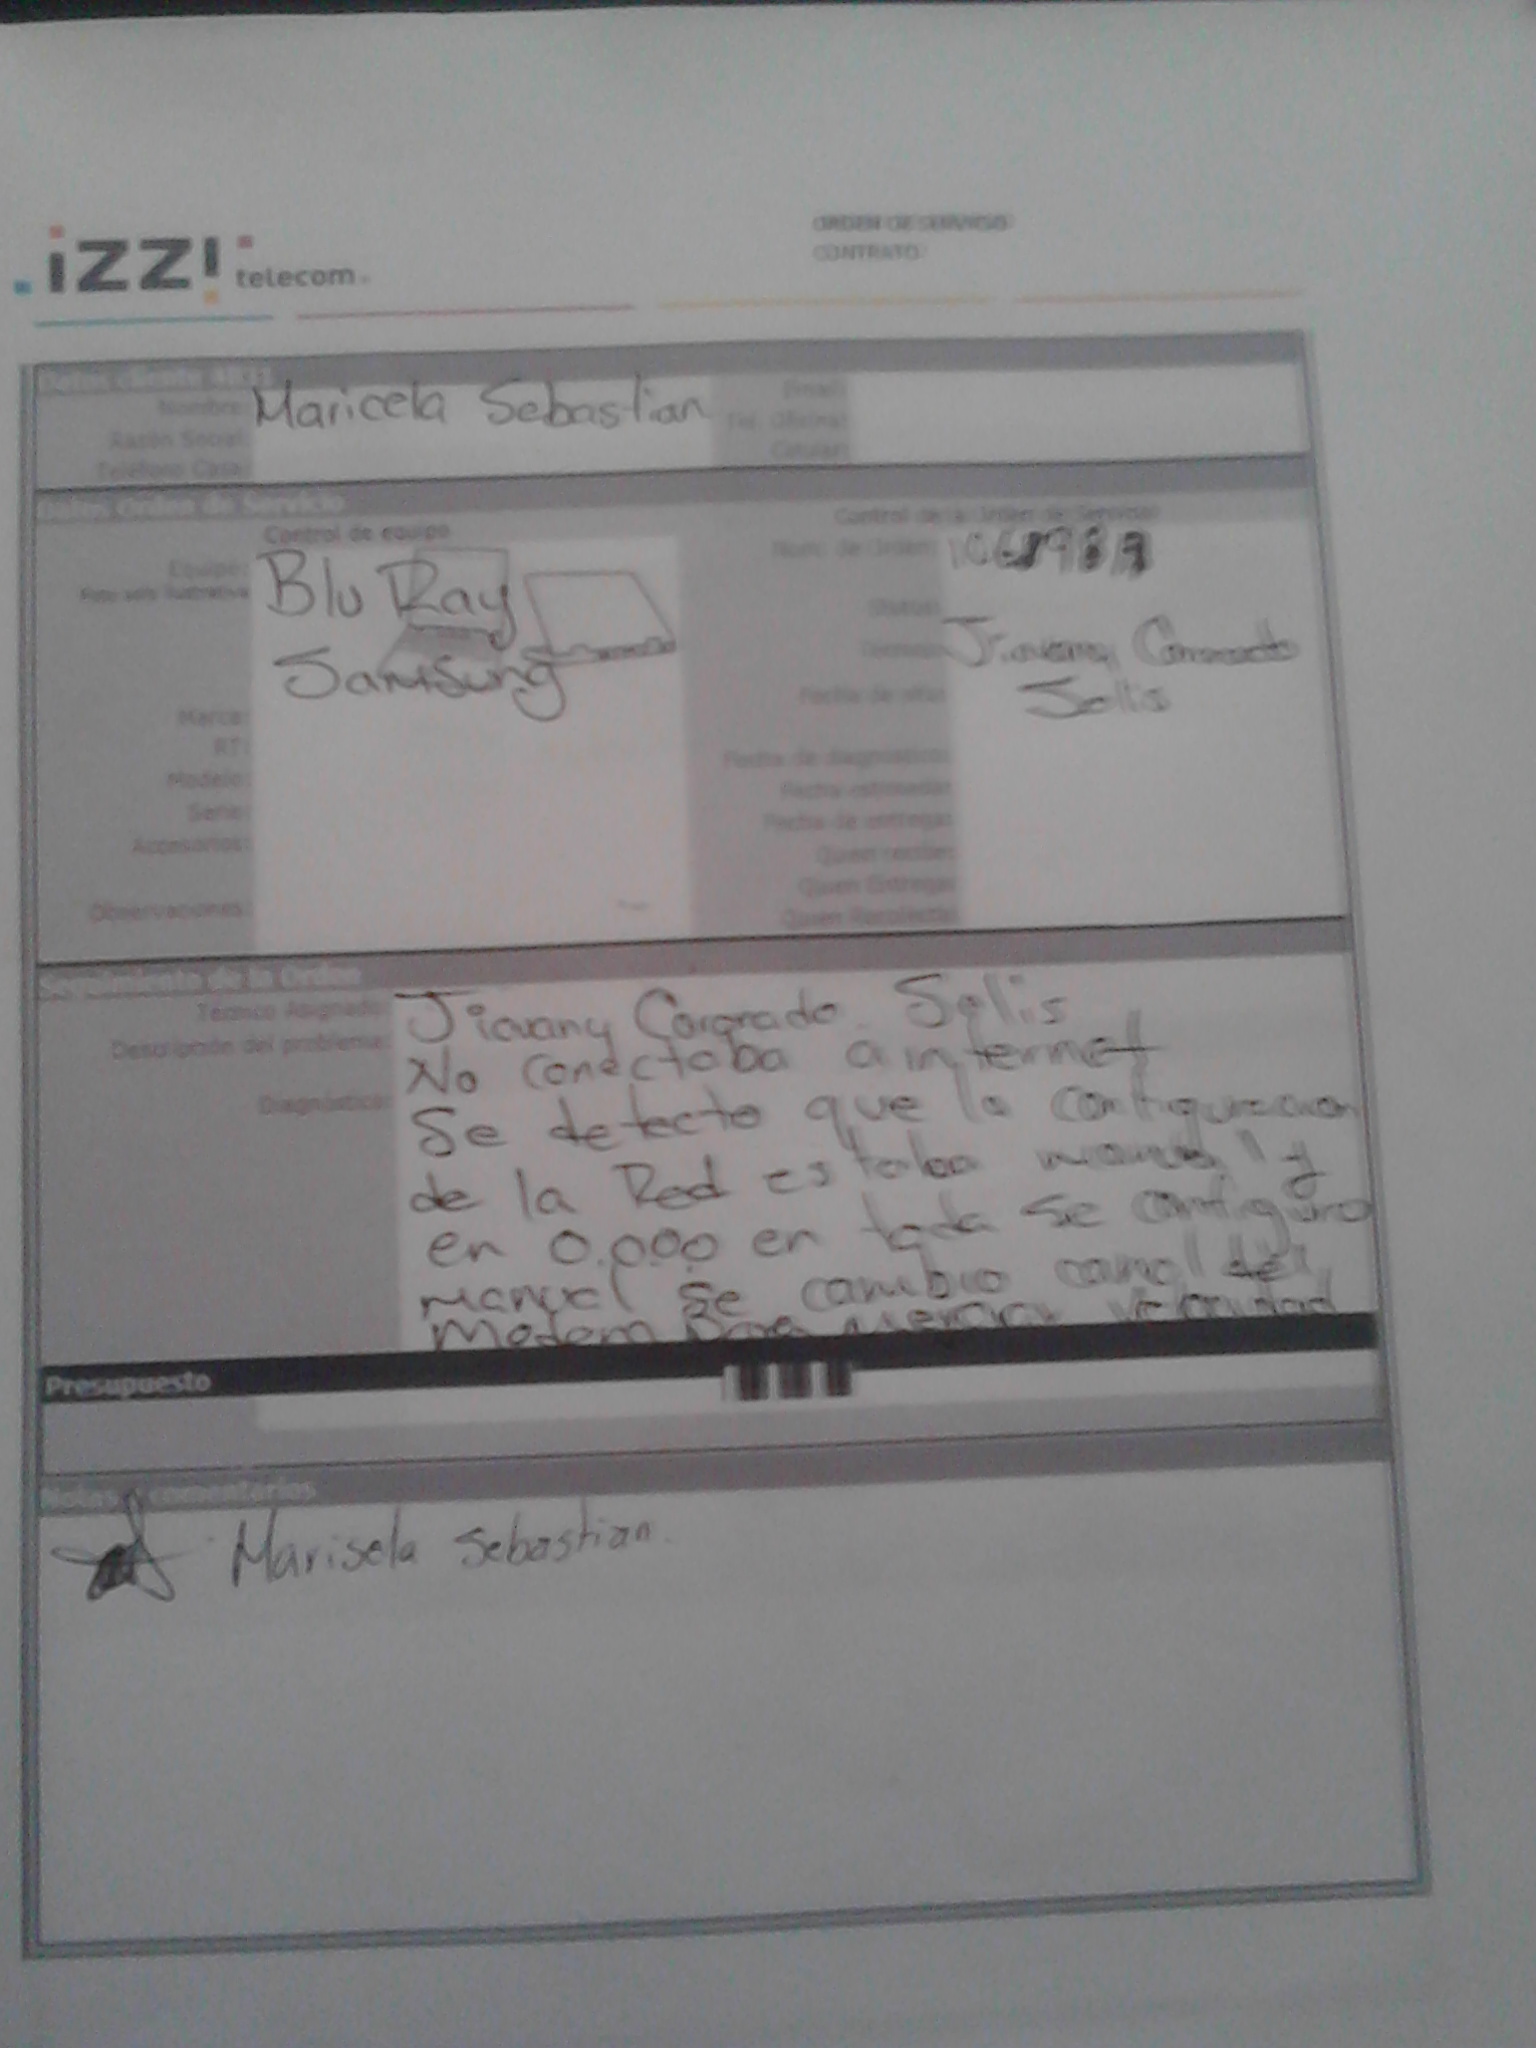 izzi telecom
ORDEN DE SERVICIO:
CONTRATO:
Datos cliente
Nombre: Maricela Sebastian
Email:
Razón Social:
Tel. Oficina:
Teléfono Casa:
Celular:
Datos Orden de Servicio
Control de equipo
Control de la Orden de Servicio
Equipo: Blu Ray
Num. de Orden:
Foto solo ilustrativa
Samsung
Status:
Jiovany Coronado
Solis
Fecha de alta:
Marca:
RT:
Fecha de diagnostico:
Modelo:
Fecha estimada:
Serie:
Fecha de entrega:
Accesorios:
Quien recibe:
Quien Entrega:
Observaciones:
Quien Recolecta:
Seguimiento de la Orden
Técnico Asignado: Jiovany Coronado Solis
Descripción del problema: No conectaba a internet
Diagnóstico: Se detecto que la configuracion
de la Red estaba manual y
en 0.0.0.0 en todo se configuro
manual se cambio canal del
Modem para mejorar velocidad
Presupuesto
Notas y comentarios
Marisela Sebastian.